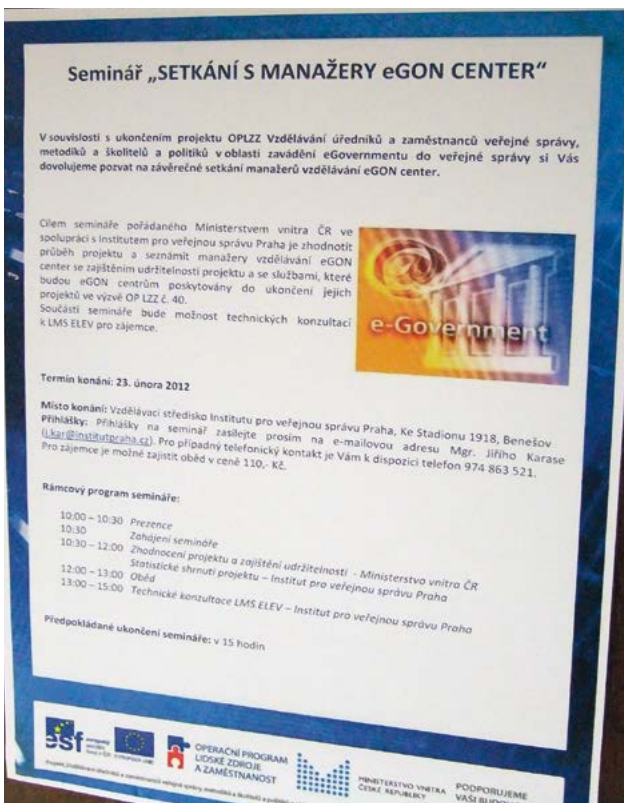 Seminář „SETKÁNÍ S MANAŽERY eGON CENTER“
V souvislosti s ukončením projektu OPLZZ Vzdělávání úředníků a zaměstnanců veřejné správy,
metodiků a školitelů a politiků v oblasti zavádění eGovernmentu do veřejné správy si Vás
dovolujeme pozvat na závěrečné setkání manažerů vzdělávání eGON center.
Cílem semináře pořádaného Ministerstvem vnitra ČR ve
spolupráci s Institutem pro veřejnou správu Praha je zhodnotit
průběh projektu a seznámit manažery vzdělávání eGON
center se zajištěním udržitelnosti projektu a se službami, které
budou eGON centrům poskytovány do ukončení jejich
projektů ve výzvě OP LZZ č. 40.
Součástí semináře bude možnost technických konzultací
k LMS ELEV pro zájemce.
@
e-Government
Termín konání: 23. února 2012
Místo konání: Vzdělávací středisko Institutu pro veřejnou správu Praha, Ke Stadionu 1918, Benešov
Přihlášky: Přihlášky na seminář zasílejte prosím na e-mailovou adresu Mgr. Jiřího Karase
(j.kar@institutpraha.cz). Pro případný telefonický kontakt je Vám k dispozici telefon 974 863 521.
Pro zájemce je možné zajistit oběd v ceně 110,- Kč.
Rámcový program semináře:
10:00 – 10:30 Prezence
10:30 Zahájení semináře
10:30 – 12:00 Zhodnocení projektu a zajištění udržitelnosti - Ministerstvo vnitra ČR
Statistické shrnutí projektu – Institut pro veřejnou správu Praha
12:00 – 13:00 Oběd
13:00 – 15:00 Technické konzultace LMS ELEV – Institut pro veřejnou správu Praha
Předpokládané ukončení semináře: v 15 hodin
esf
OPERAČNÍ PROGRAM
LIDSKÉ ZDROJE
A ZAMĚSTNANOST
MINISTERSTVO VNITRA
ČESKÉ REPUBLIKY
PODPORUJEME